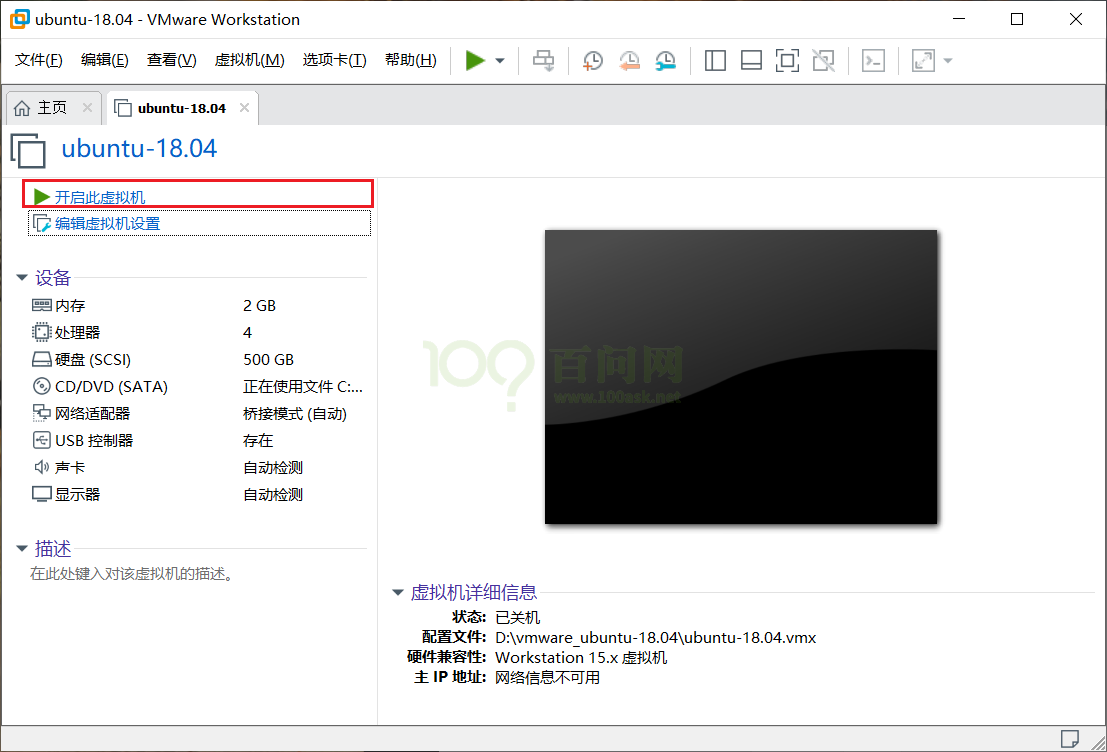 ubuntu-18.04 - VMware Workstation
文件(F) 编辑(E) 查看(V) 虚拟机(M) 选项卡(T) 帮助(H)
主页 ubuntu-18.04
ubuntu-18.04
开启此虚拟机
编辑虚拟机设置
设备
内存 2 GB
处理器 4
硬盘 (SCSI) 500 GB
CD/DVD (SATA) 正在使用文件 C:...
网络适配器 桥接模式 (自动)
USB 控制器 存在
声卡 自动检测
显示器 自动检测
描述
在此处键入对该虚拟机的描述。
100? 百问网
www.100ask.net
虚拟机详细信息
状态: 已关机
配置文件: D:\vmware_ubuntu-18.04\ubuntu-18.04.vmx
硬件兼容性: Workstation 15.x 虚拟机
主 IP 地址: 网络信息不可用